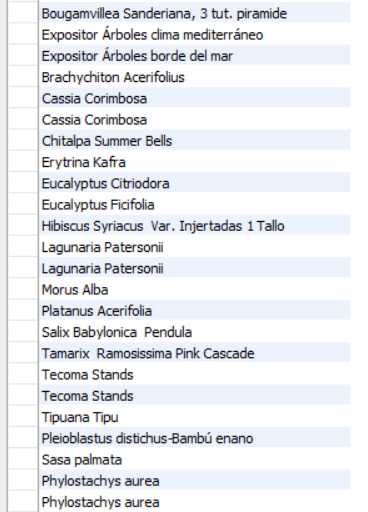 Bougamvillea Sanderiana, 3 tut. piramide
Expositor Árboles clima mediterráneo
Expositor Árboles borde del mar
Brachychiton Acerifolius
Cassia Corimbosa
Cassia Corimbosa
Chitalpa Summer Bells
Erytrina Kafra
Eucalyptus Citriodora
Eucalyptus Ficifolia
Hibiscus Syriacus  Var. Injertadas 1 Tallo
Lagunaria Patersonii
Lagunaria Patersonii
Morus Alba
Platanus Acerifolia
Salix Babylonica  Pendula
Tamarix  Ramosissima Pink Cascade
Tecoma Stands
Tecoma Stands
Tipuana Tipu
Pleioblastus distichus-Bambú enano
Sasa palmata
Phylostachys aurea
Phylostachys aurea